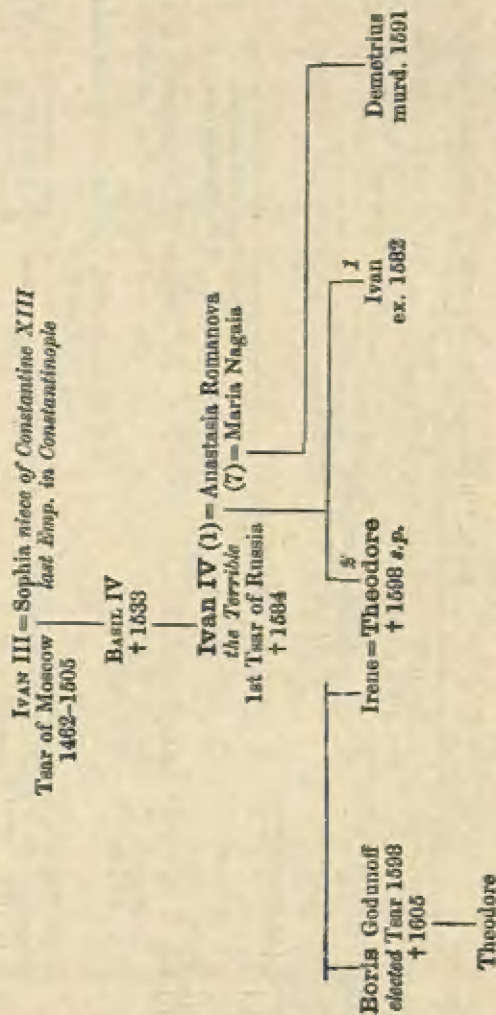 IVAN III=Sophia niece of Constantine XIII
Tsar of Moscow last Emp. in Constantinople
1462–1505
BASIL IV
† 1533
Ivan IV (1)=Anastasia Romanova
the Terrible (7)=Maria Nagaia
1st Tsar of Russia
† 1584
Boris Godunoff
elected Tsar 1598
† 1605
Theodore
2
Irene=Theodore
† 1598 s.p.
1
Ivan
ex. 1582
Demetrius
murd. 1591